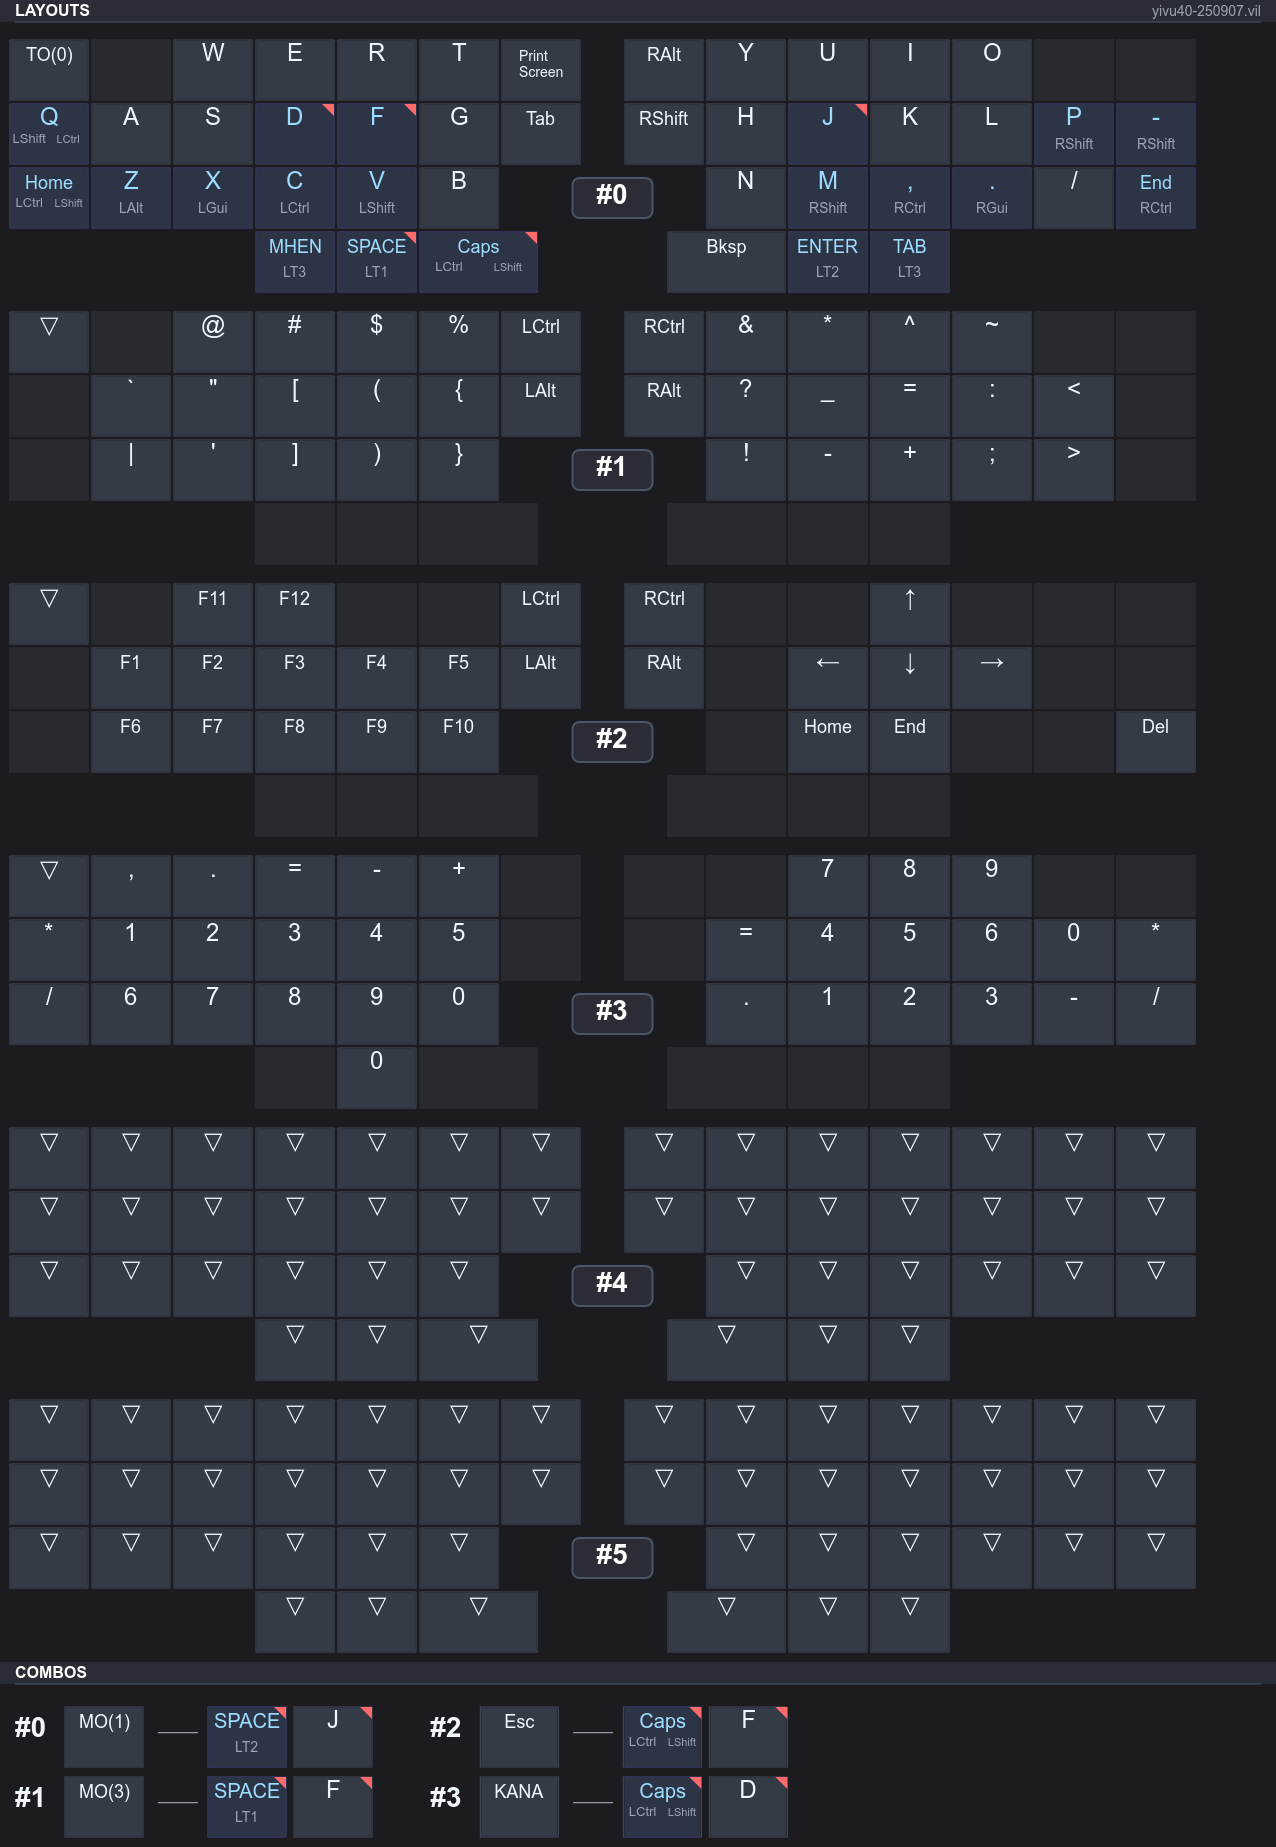 LAYOUTS yivu40-250907.vil
TO(0) W E R T Print Screen RAlt Y U I O
Q LShift LCtrl A S D F G Tab RShift H J K L P RShift - RShift
Home LCtrl LShift Z LAlt X LGui C LCtrl V LShift B #0 N M RShift , RCtrl . RGui / End RCtrl
MHEN LT3 SPACE LT1 Caps LCtrl LShift Bksp ENTER LT2 TAB LT3
▽ @ # $ % LCtrl RCtrl & * ^ ~
` " [ ( { LAlt RAlt ? _ = : <
| ' ] ) } #1 ! - + ; >
▽ F11 F12 LCtrl RCtrl ↑
F1 F2 F3 F4 F5 LAlt RAlt ← ↓ →
F6 F7 F8 F9 F10 #2 Home End Del
▽ , . = - + 7 8 9
* 1 2 3 4 5 = 4 5 6 0 *
/ 6 7 8 9 0 #3 . 1 2 3 - /
0
▽ ▽ ▽ ▽ ▽ ▽ ▽ ▽ ▽ ▽ ▽ ▽ ▽ ▽
▽ ▽ ▽ ▽ ▽ ▽ ▽ ▽ ▽ ▽ ▽ ▽ ▽ ▽
▽ ▽ ▽ ▽ ▽ ▽ #4 ▽ ▽ ▽ ▽ ▽ ▽
▽ ▽ ▽ ▽ ▽ ▽
▽ ▽ ▽ ▽ ▽ ▽ ▽ ▽ ▽ ▽ ▽ ▽ ▽ ▽
▽ ▽ ▽ ▽ ▽ ▽ ▽ ▽ ▽ ▽ ▽ ▽ ▽ ▽
▽ ▽ ▽ ▽ ▽ ▽ #5 ▽ ▽ ▽ ▽ ▽ ▽
▽ ▽ ▽ ▽ ▽ ▽
COMBOS
#0 MO(1) SPACE LT2 J #2 Esc Caps LCtrl LShift F
#1 MO(3) SPACE LT1 F #3 KANA Caps LCtrl LShift D